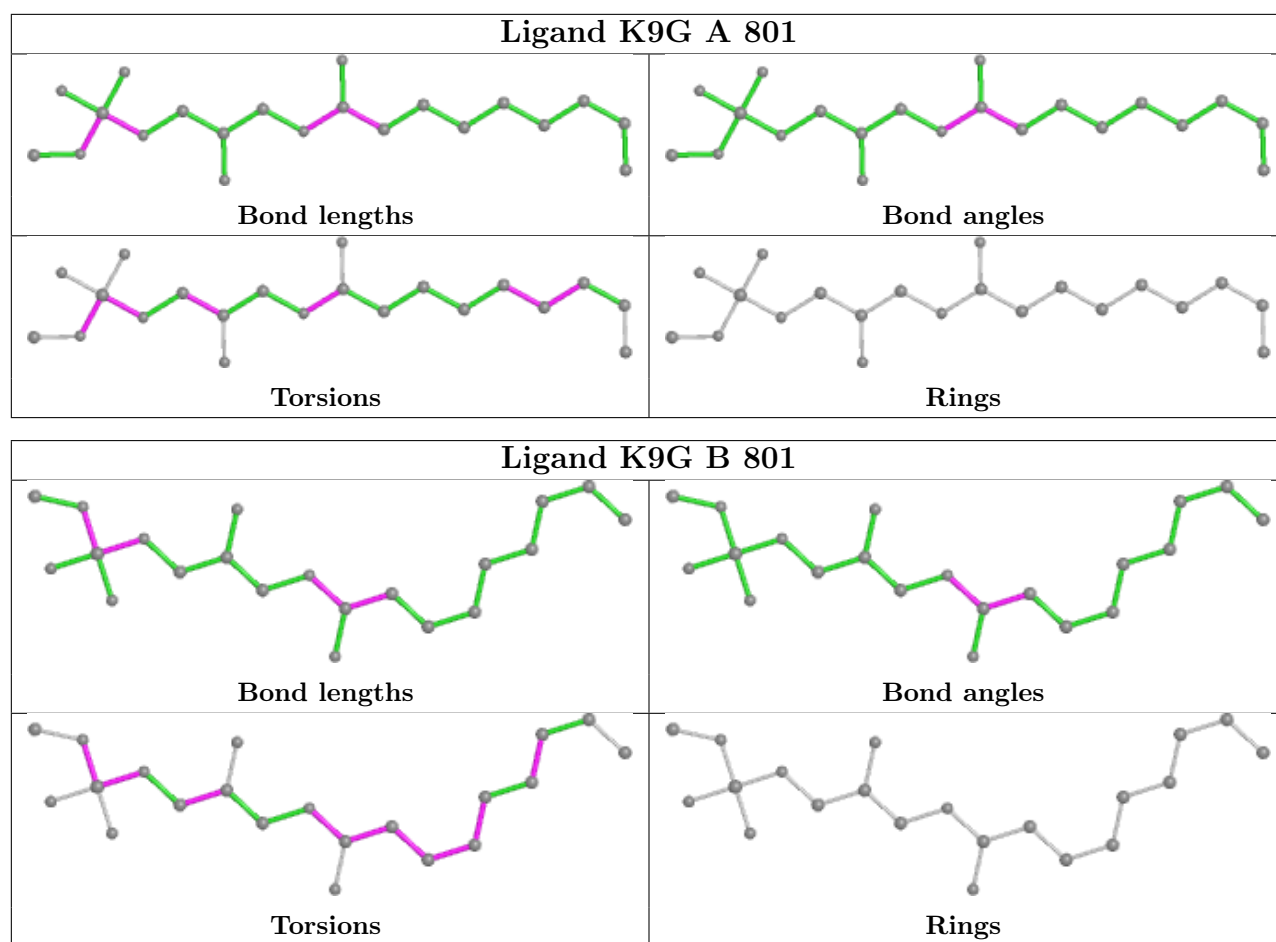 Ligand K9G A 801
Bond lengths
Bond angles
Torsions
Rings
Ligand K9G B 801
Bond lengths
Bond angles
Torsions
Rings